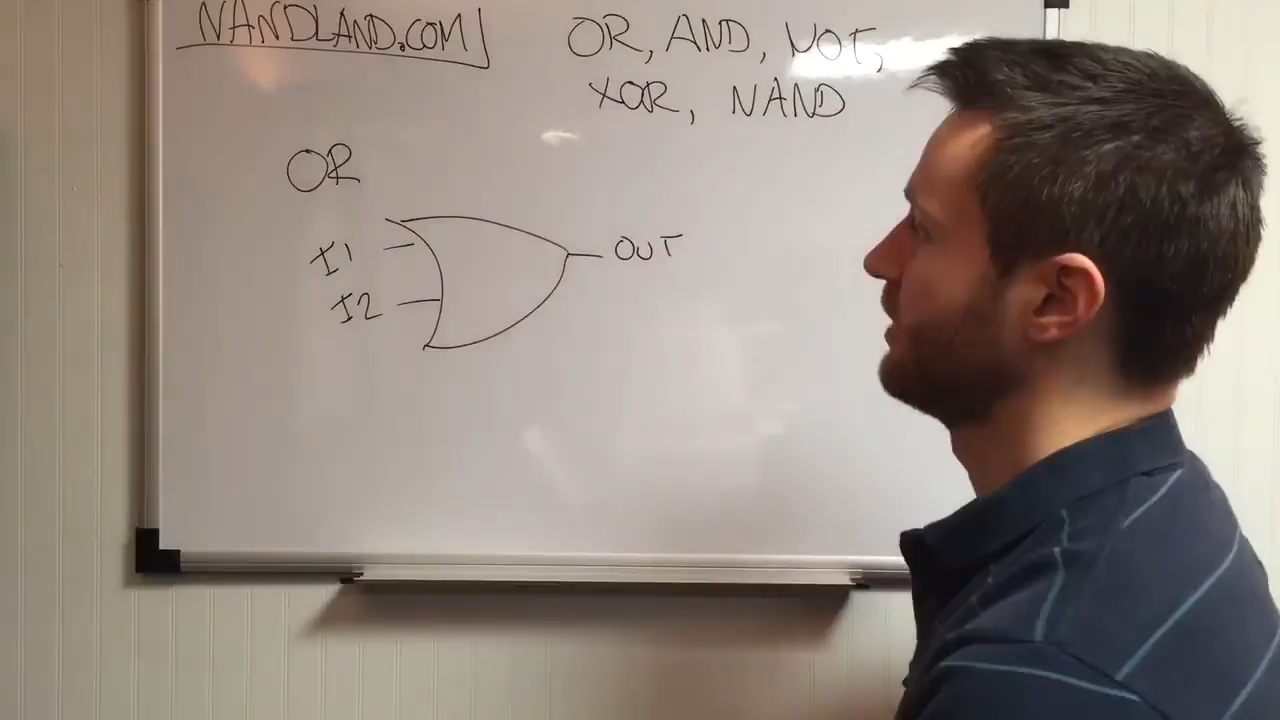 NANDLAND.COM
OR, AND, NOT,
XOR, NAND
OR
I1
OUT
I2